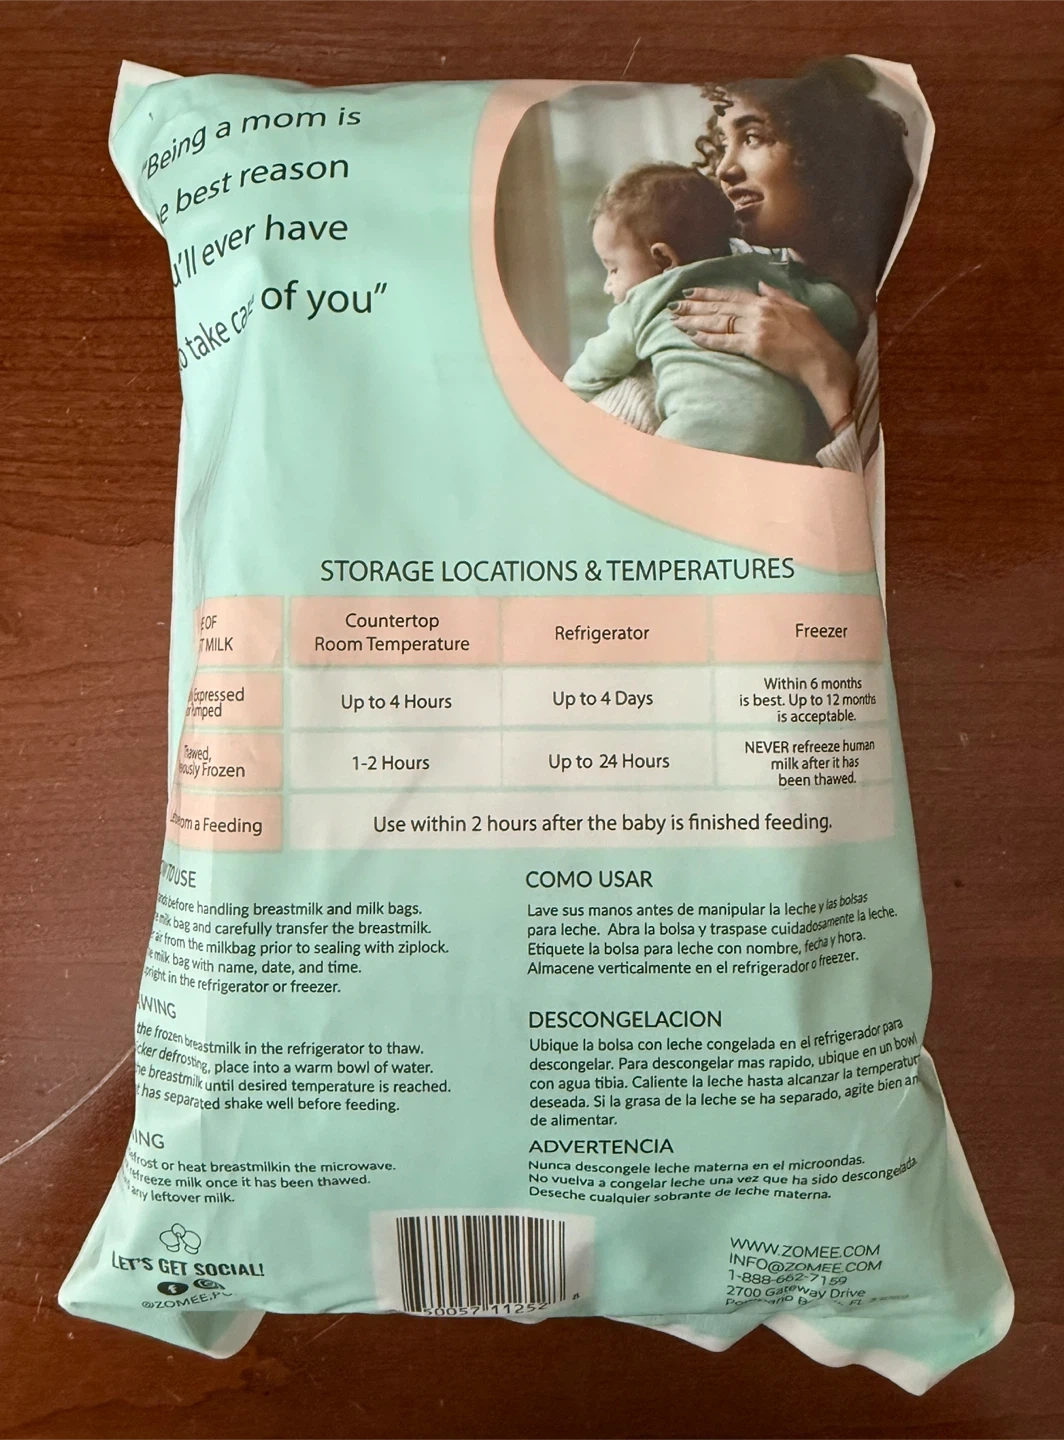 "Being a mom is
best reason
ever have
take of you"
STORAGE LOCATIONS & TEMPERATURES
OF
MILK
Countertop
Room Temperature
Refrigerator
Freezer
Expressed
Up to 4 Hours
Up to 4 Days
Within 6 months
is best. Up to 12 months
is acceptable.
Frozen
1-2 Hours
Up to 24 Hours
NEVER refreeze human
milk after it has
been thawed.
a Feeding
Use within 2 hours after the baby is finished feeding.
TO USE
before handling breastmilk and milk bags.
milk bag and carefully transfer the breastmilk.
air from the milkbag prior to sealing with ziplock.
milk bag with name, date, and time.
in the refrigerator or freezer.
the frozen breastmilk in the refrigerator to thaw.
defrosting, place into a warm bowl of water.
breastmilk until desired temperature is reached.
has separated shake well before feeding.
or heat breastmilkin the microwave.
milk once it has been thawed.
any leftover milk.
COMO USAR
Lave sus manos antes de manipular la leche y las bolsas
para leche. Abra la bolsa y traspase cuidadosamente la leche.
Etiquete la bolsa para leche con nombre, fecha y hora.
Almacene verticalmente en el refrigerador o freezer.
DESCONGELACION
Ubique la bolsa con leche congelada en el refrigerador para
descongelar. Para descongelar mas rapido, ubique en un bowl
con agua tibia. Caliente la leche hasta alcanzar la
deseada. Si la grasa de la leche se ha separado, agite bien
de alimentar.
ADVERTENCIA
Nunca descongele leche materna en el microondas.
No vuelva a congelar leche una vez que ha sido descongelada.
Deseche cualquier sobrante de leche materna.
LET'S GET SOCIAL!
WWW.ZOMEE.COM
INFO@ZOMEE.COM
1-888-662-7159
2700 Gateway Drive